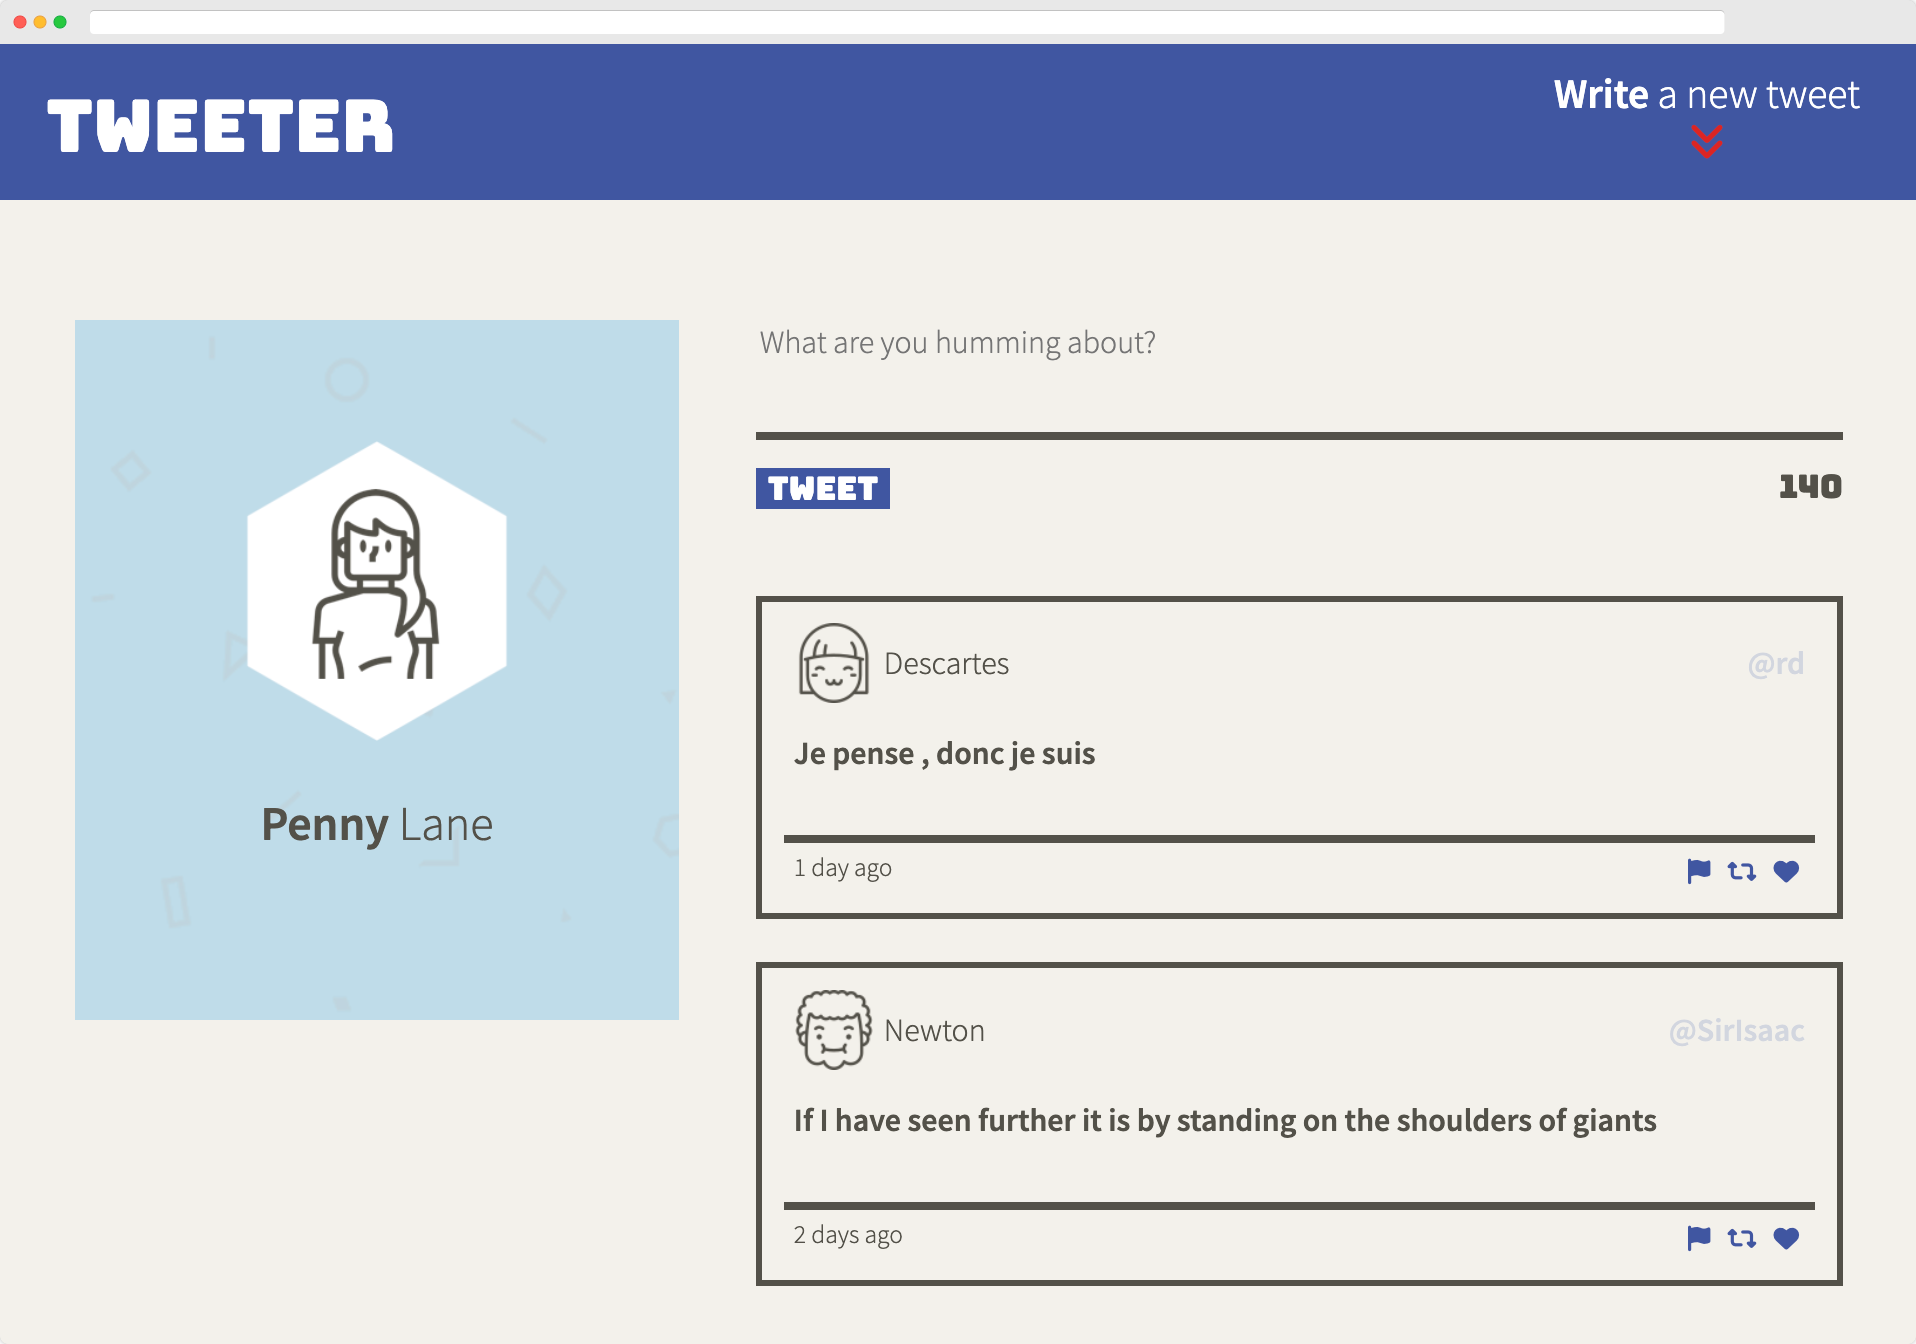 TWEETER
Write a new tweet
Penny Lane
What are you humming about?
TWEET
140
Descartes
@rd
Je pense , donc je suis
1 day ago
Newton
@SirIsaac
If I have seen further it is by standing on the shoulders of giants
2 days ago